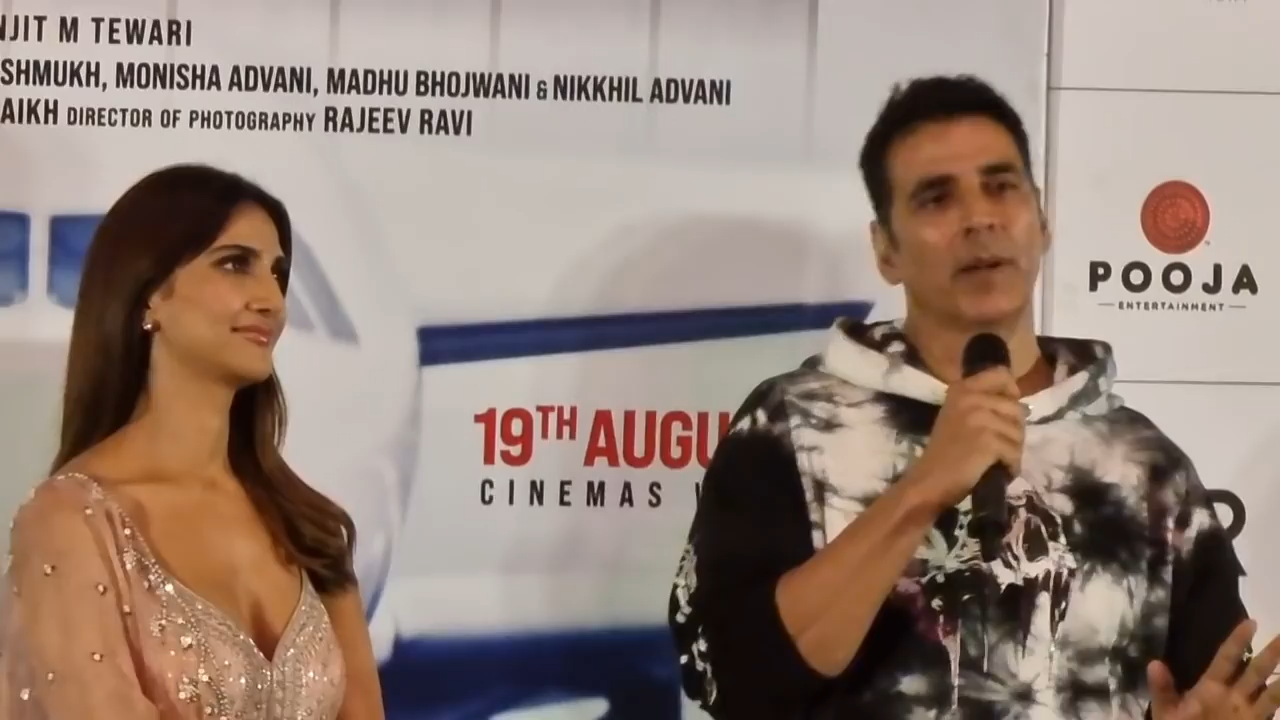 NJIT M TEWARI
SHMUKH, MONISHA ADVANI, MADHU BHOJWANI & NIKKHIL ADVANI
AIKH DIRECTOR OF PHOTOGRAPHY RAJEEV RAVI
POOJA
ENTERTAINMENT
19TH AUGU
CINEMAS